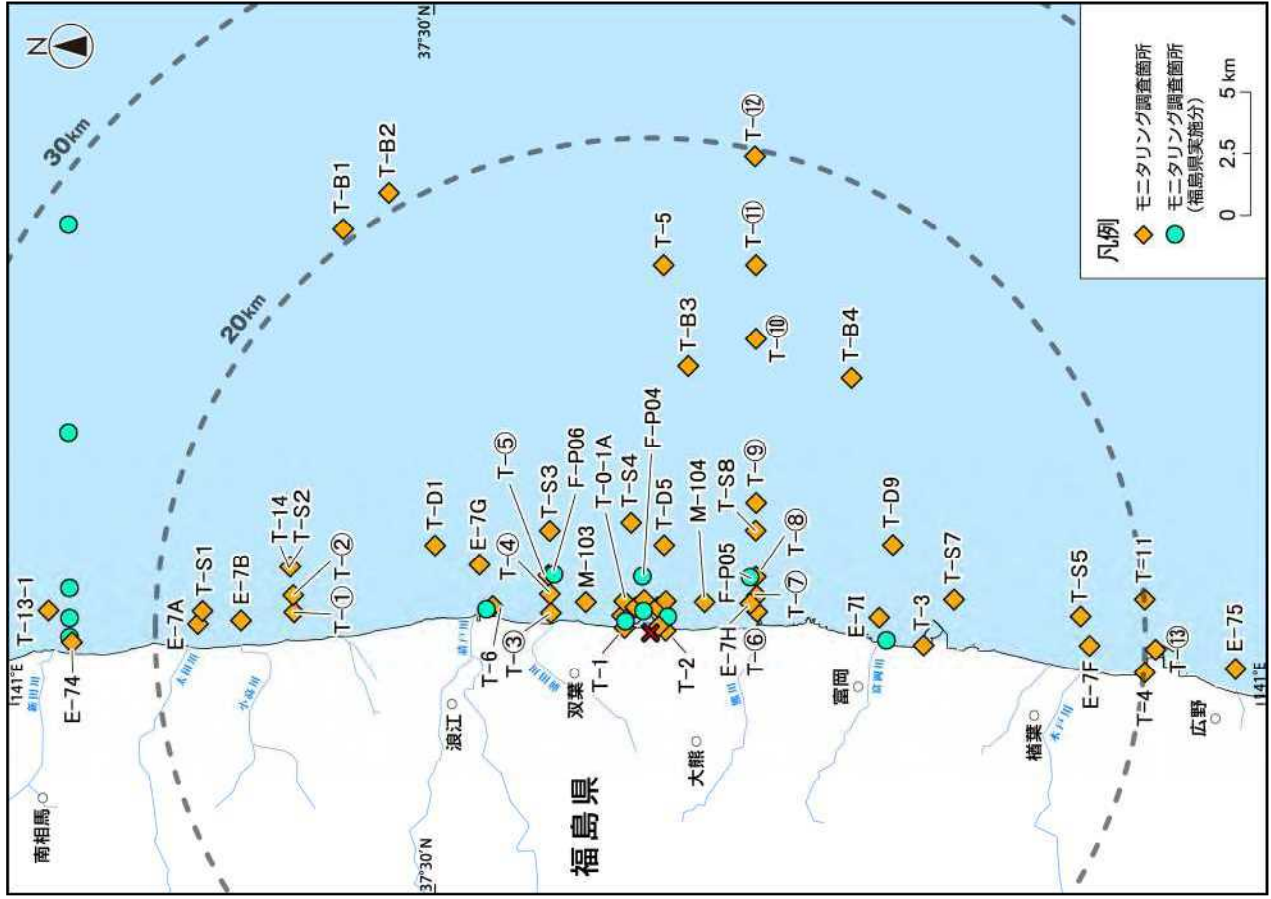 N
30km
20km
141°E
新田川
南相馬
T-13-1
E-74
太田川
E-7A
T-S1
小高川
E-7B
T-14
T-S2
T-①
T-②
T-B1
T-B2
37°30′N
37°30′N
T-D1
浪江
請戸川
E-7G
T-6
T-③
T-④
T-⑤
T-S3
F-P06
前田川
双葉
M-103
福島県
T-1
T-0-1A
T-S4
F-P04
T-5
T-D5
T-2
T-B3
大熊
M-104
熊川
E-7H
F-P05
T-S8
T-⑥
T-⑦
T-⑧
T-⑨
T-⑩
T-⑪
T-⑫
T-B4
富岡
富岡川
E-7I
T-D9
T-3
T-S7
楢葉
木戸川
T-S5
E-7F
T-11
T-4
T-⑬
広野
E-75
141°E
凡例
モニタリング調査箇所
モニタリング調査箇所
(福島県実施分)
0 2.5 5 km